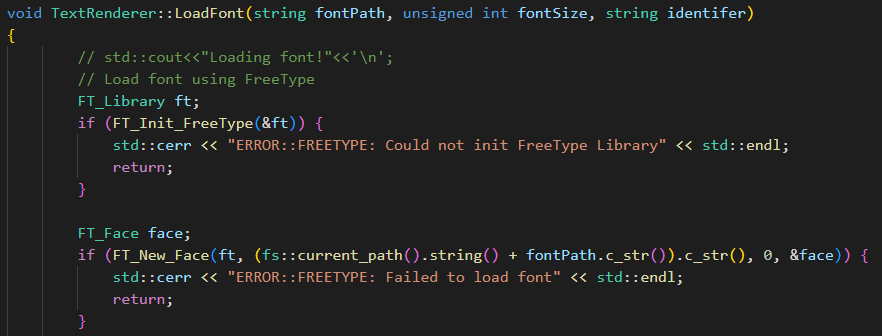 void TextRenderer::LoadFont(string fontPath, unsigned int fontSize, string identifer)
{
// std::cout<<"Loading font!"<<'\n';
// Load font using FreeType
FT_Library ft;
if (FT_Init_FreeType(&ft)) {
std::cerr << "ERROR::FREETYPE: Could not init FreeType Library" << std::endl;
return;
}
FT_Face face;
if (FT_New_Face(ft, (fs::current_path().string() + fontPath.c_str()).c_str(), 0, &face)) {
std::cerr << "ERROR::FREETYPE: Failed to load font" << std::endl;
return;
}